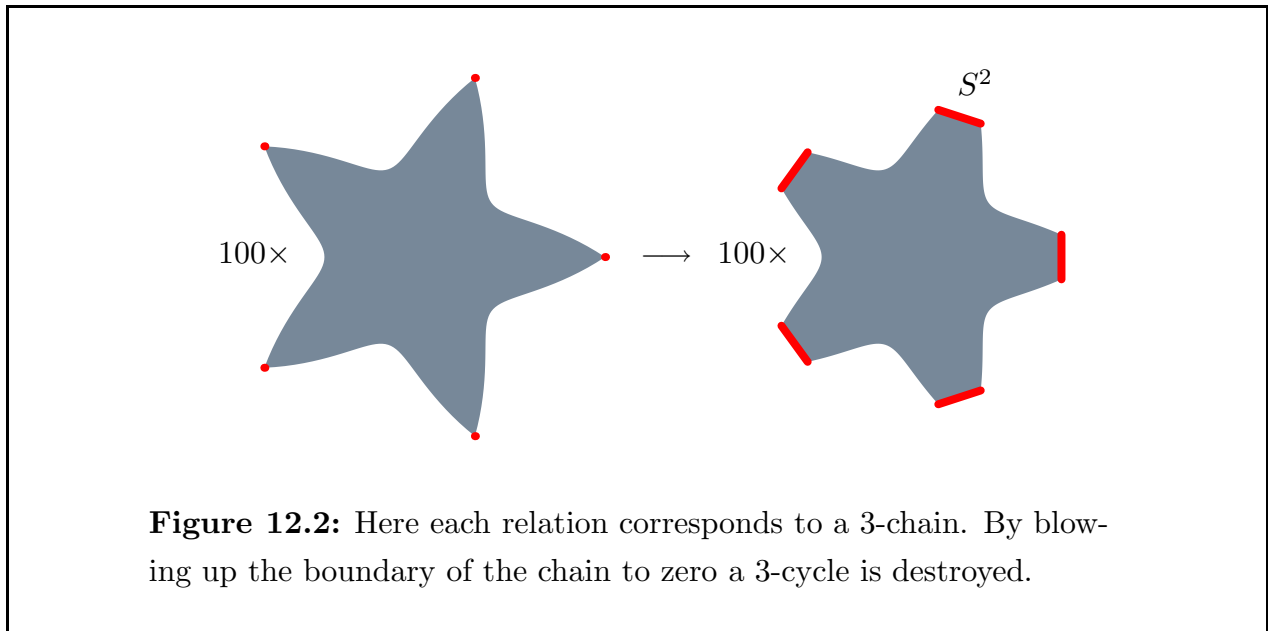 S²
100× ⟶ 100×
Figure 12.2: Here each relation corresponds to a 3-chain. By blow-
ing up the boundary of the chain to zero a 3-cycle is destroyed.